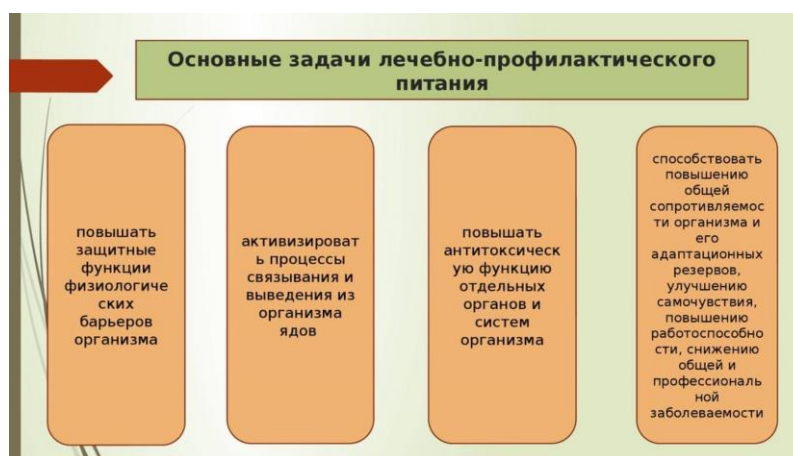 Основные задачи лечебно-профилактического
питания
повышать
защитные
функции
физиологиче
ских
барьеров
организма
активизироват
ь процессы
связывания и
выведения из
организма
ядов
повышать
антитоксическ
ую функцию
отдельных
органов и
систем
организма
способствовать
повышению
общей
сопротивляемос
ти организма и
его
адаптационных
резервов,
улучшению
самочувствия,
повышению
работоспособно
сти, снижению
общей и
профессиональ
ной
заболеваемости